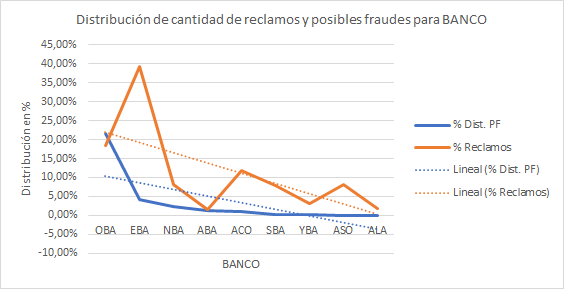 Distribución de cantidad de reclamos y posibles fraudes para BANCO
45,00%
40,00%
35,00%
30,00%
25,00%
20,00%
15,00%
10,00%
5,00%
0,00%
-5,00%
-10,00%
Distribución en %
OBA EBA NBA ABA ACO SBA YBA ASO ALA
BANCO
% Dist. PF
% Reclamos
Lineal (% Dist. PF)
Lineal (% Reclamos)